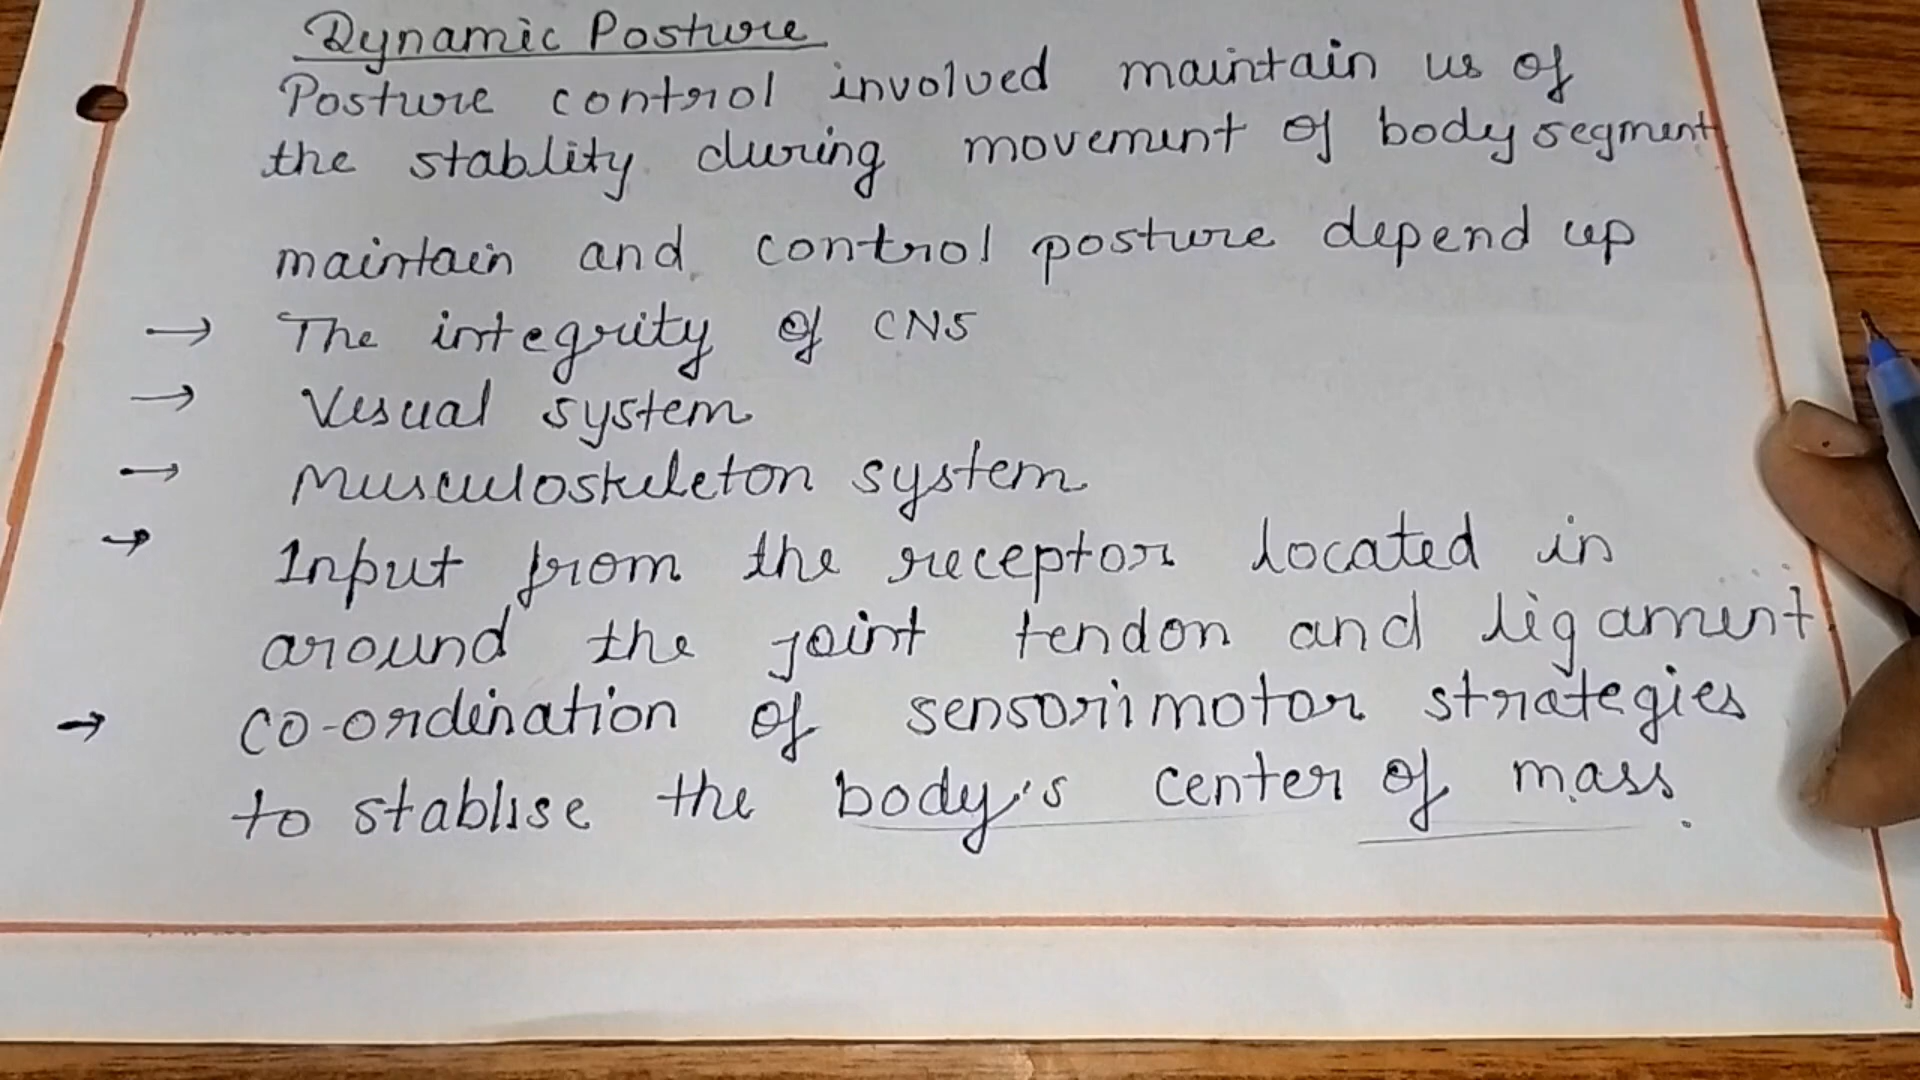 Dynamic Posture
Posture control involved maintain us of
the stablity during movement of body segment
maintain and control posture depend up
→ The integrity of CNS
→ Visual system
→ Musculoskeleton system
→ Input from the receptor located in
around the joint tendon and ligament
→ co-ordination of sensorimotor strategies
to stablise the body's center of mass.